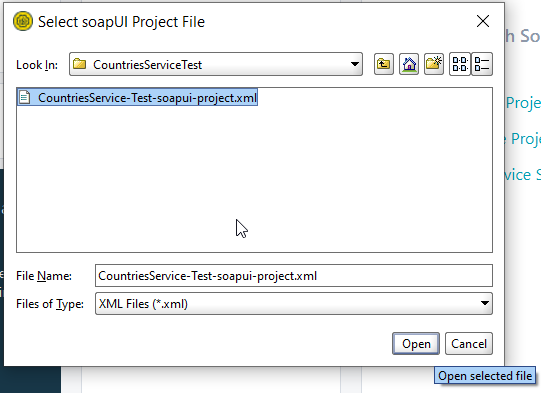 Select soapUI Project File
Look In: CountriesServiceTest
CountriesService-Test-soapui-project.xml
File Name: CountriesService-Test-soapui-project.xml
Files of Type: XML Files (*.xml)
Open Cancel
Open selected file
h So
Proje
Proj
vice S